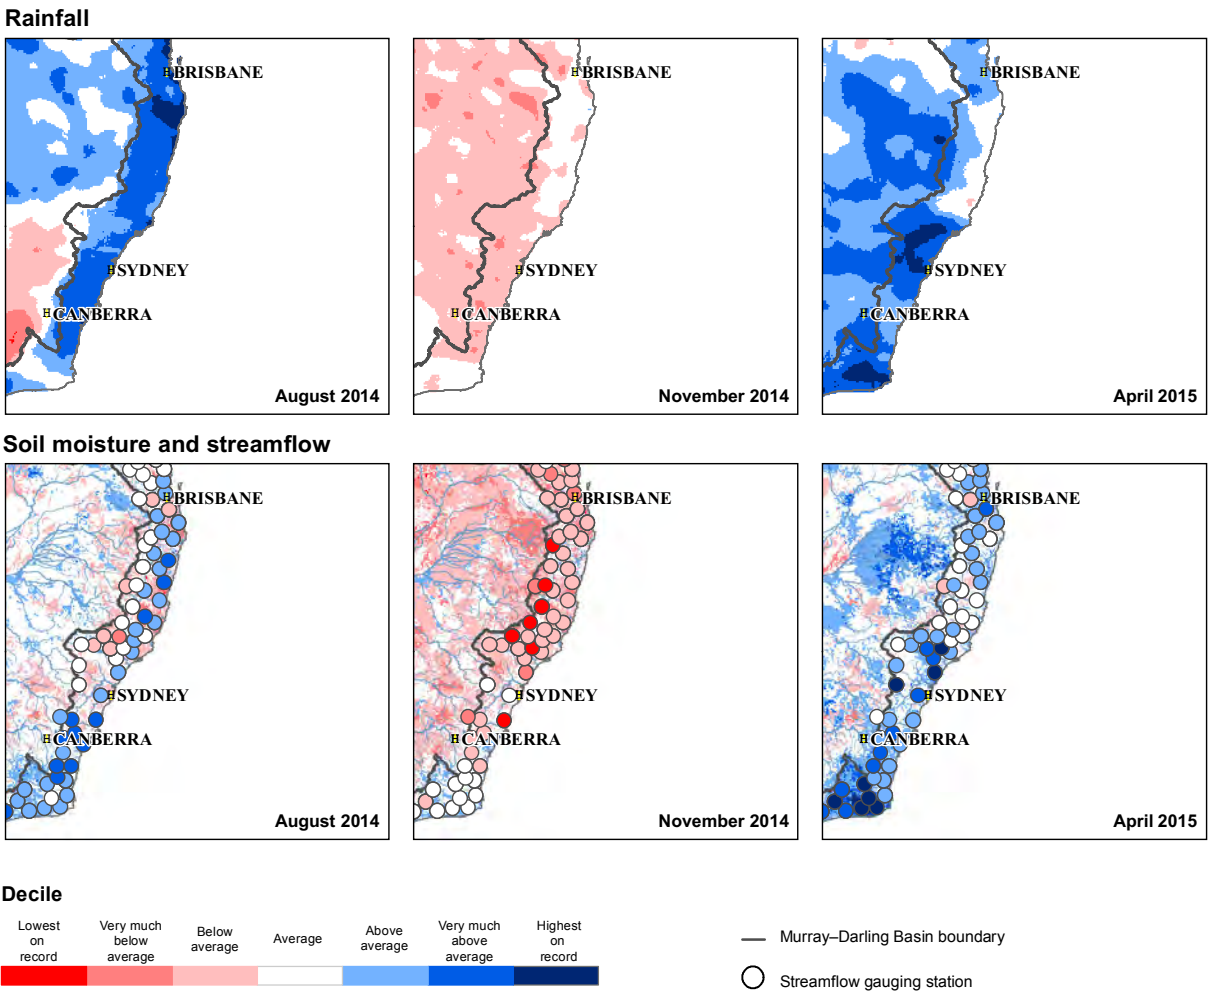 Rainfall
BRISBANE
SYDNEY
CANBERRA
August 2014
BRISBANE
SYDNEY
CANBERRA
November 2014
BRISBANE
SYDNEY
CANBERRA
April 2015
Soil moisture and streamflow
BRISBANE
SYDNEY
CANBERRA
August 2014
BRISBANE
SYDNEY
CANBERRA
November 2014
BRISBANE
SYDNEY
CANBERRA
April 2015
Decile
Lowest
on
record
Very much
below
average
Below
average
Average
Above
average
Very much
above
average
Highest
on
record
Murray–Darling Basin boundary
Streamflow gauging station